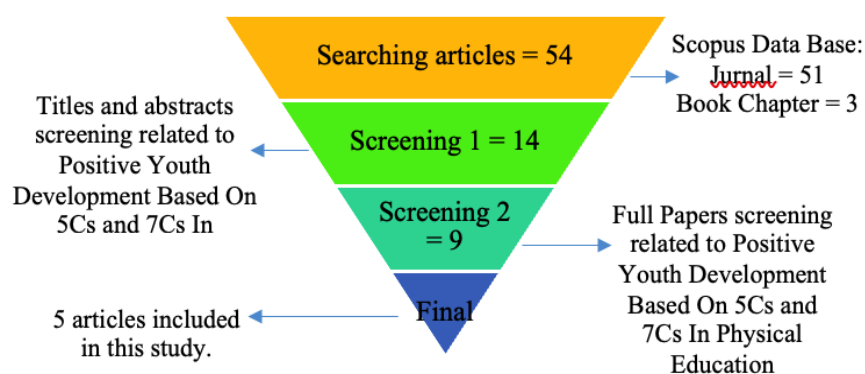 Searching articles = 54
Scopus Data Base:
Jurnal = 51
Book Chapter = 3
Titles and abstracts
screening related to
Positive Youth
Development Based On
5Cs and 7Cs In
Screening 1 = 14
Screening 2
= 9
Full Papers screening
related to Positive
Youth Development
Based On 5Cs and
7Cs In Physical
Education
Final
5 articles included
in this study.